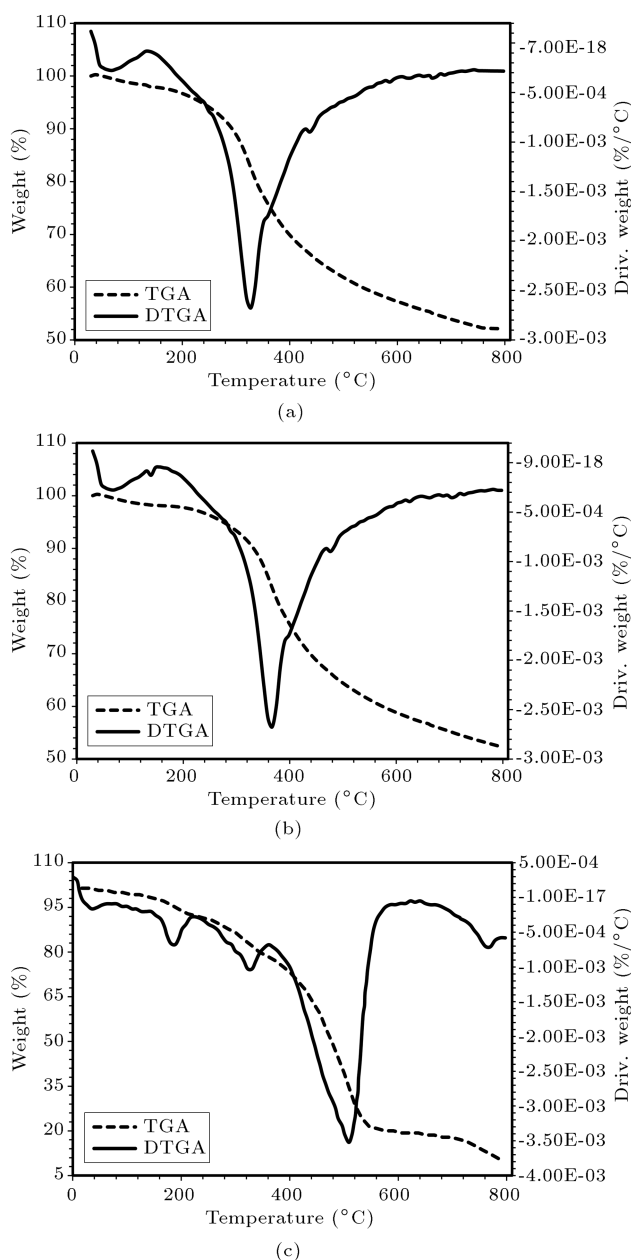 110
100
90
80
70
60
50
Weight (%)
-7.00E-18
-5.00E-04
-1.00E-03
-1.50E-03
-2.00E-03
-2.50E-03
-3.00E-03
Driv. weight (%/°C)
TGA
DTGA
0 200 400 600 800
Temperature (°C)
(a)
110
100
90
80
70
60
50
Weight (%)
-9.00E-18
-5.00E-04
-1.00E-03
-1.50E-03
-2.00E-03
-2.50E-03
-3.00E-03
Driv. weight (%/°C)
TGA
DTGA
0 200 400 600 800
Temperature (°C)
(b)
110
95
80
65
50
35
20
5
Weight (%)
5.00E-04
-1.00E-17
-5.00E-04
-1.00E-03
-1.50E-03
-2.00E-03
-2.50E-03
-3.00E-03
-3.50E-03
-4.00E-03
Driv. weight (%/°C)
TGA
DTGA
0 200 400 600 800
Temperature (°C)
(c)